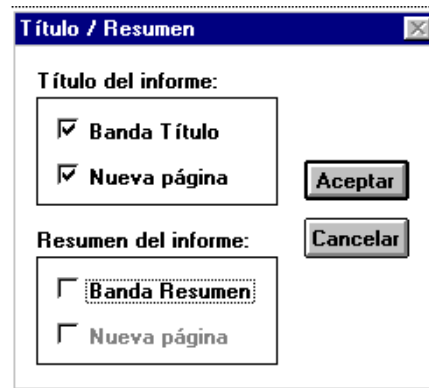 Título / Resumen
Título del informe:
Banda Título
Nueva página
Aceptar
Cancelar
Resumen del informe:
Banda Resumen
Nueva página